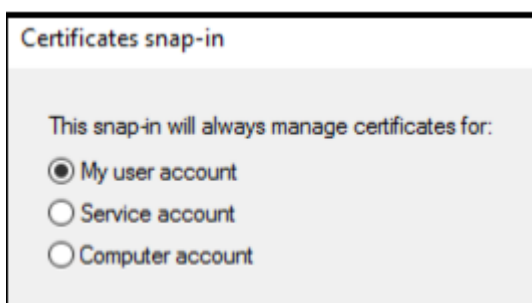 Certificates snap-in
This snap-in will always manage certificates for:
My user account
Service account
Computer account